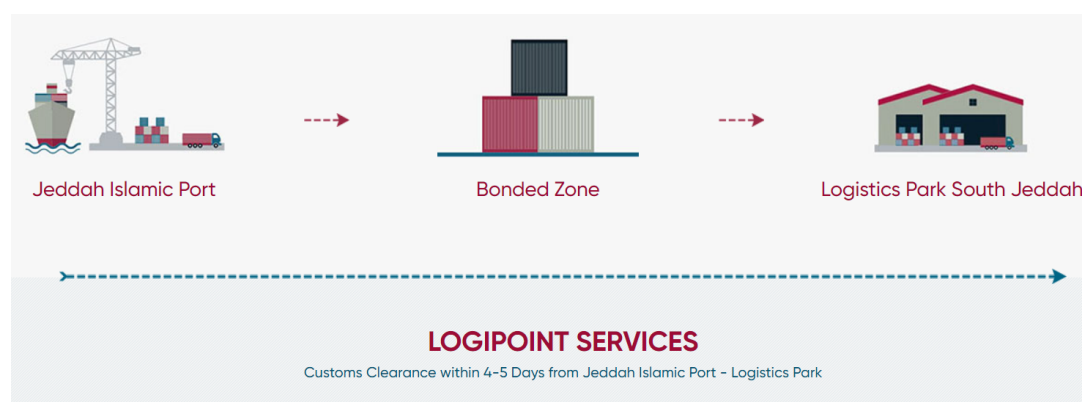 Jeddah Islamic Port
Bonded Zone
Logistics Park South Jeddah
LOGIPOINT SERVICES
Customs Clearance within 4-5 Days from Jeddah Islamic Port - Logistics Park